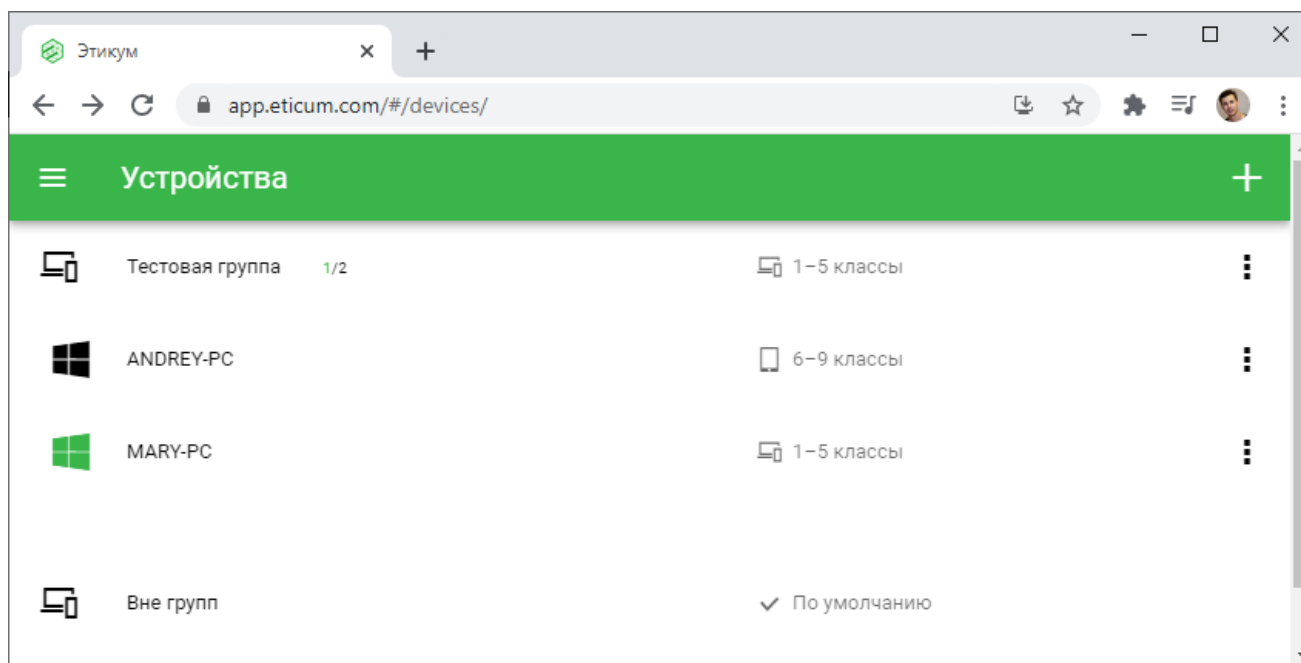 Этикум
app.eticum.com/#/devices/
Устройства
Тестовая группа 1/2 1–5 классы
ANDREY-PC 6–9 классы
MARY-PC 1–5 классы
Вне групп По умолчанию